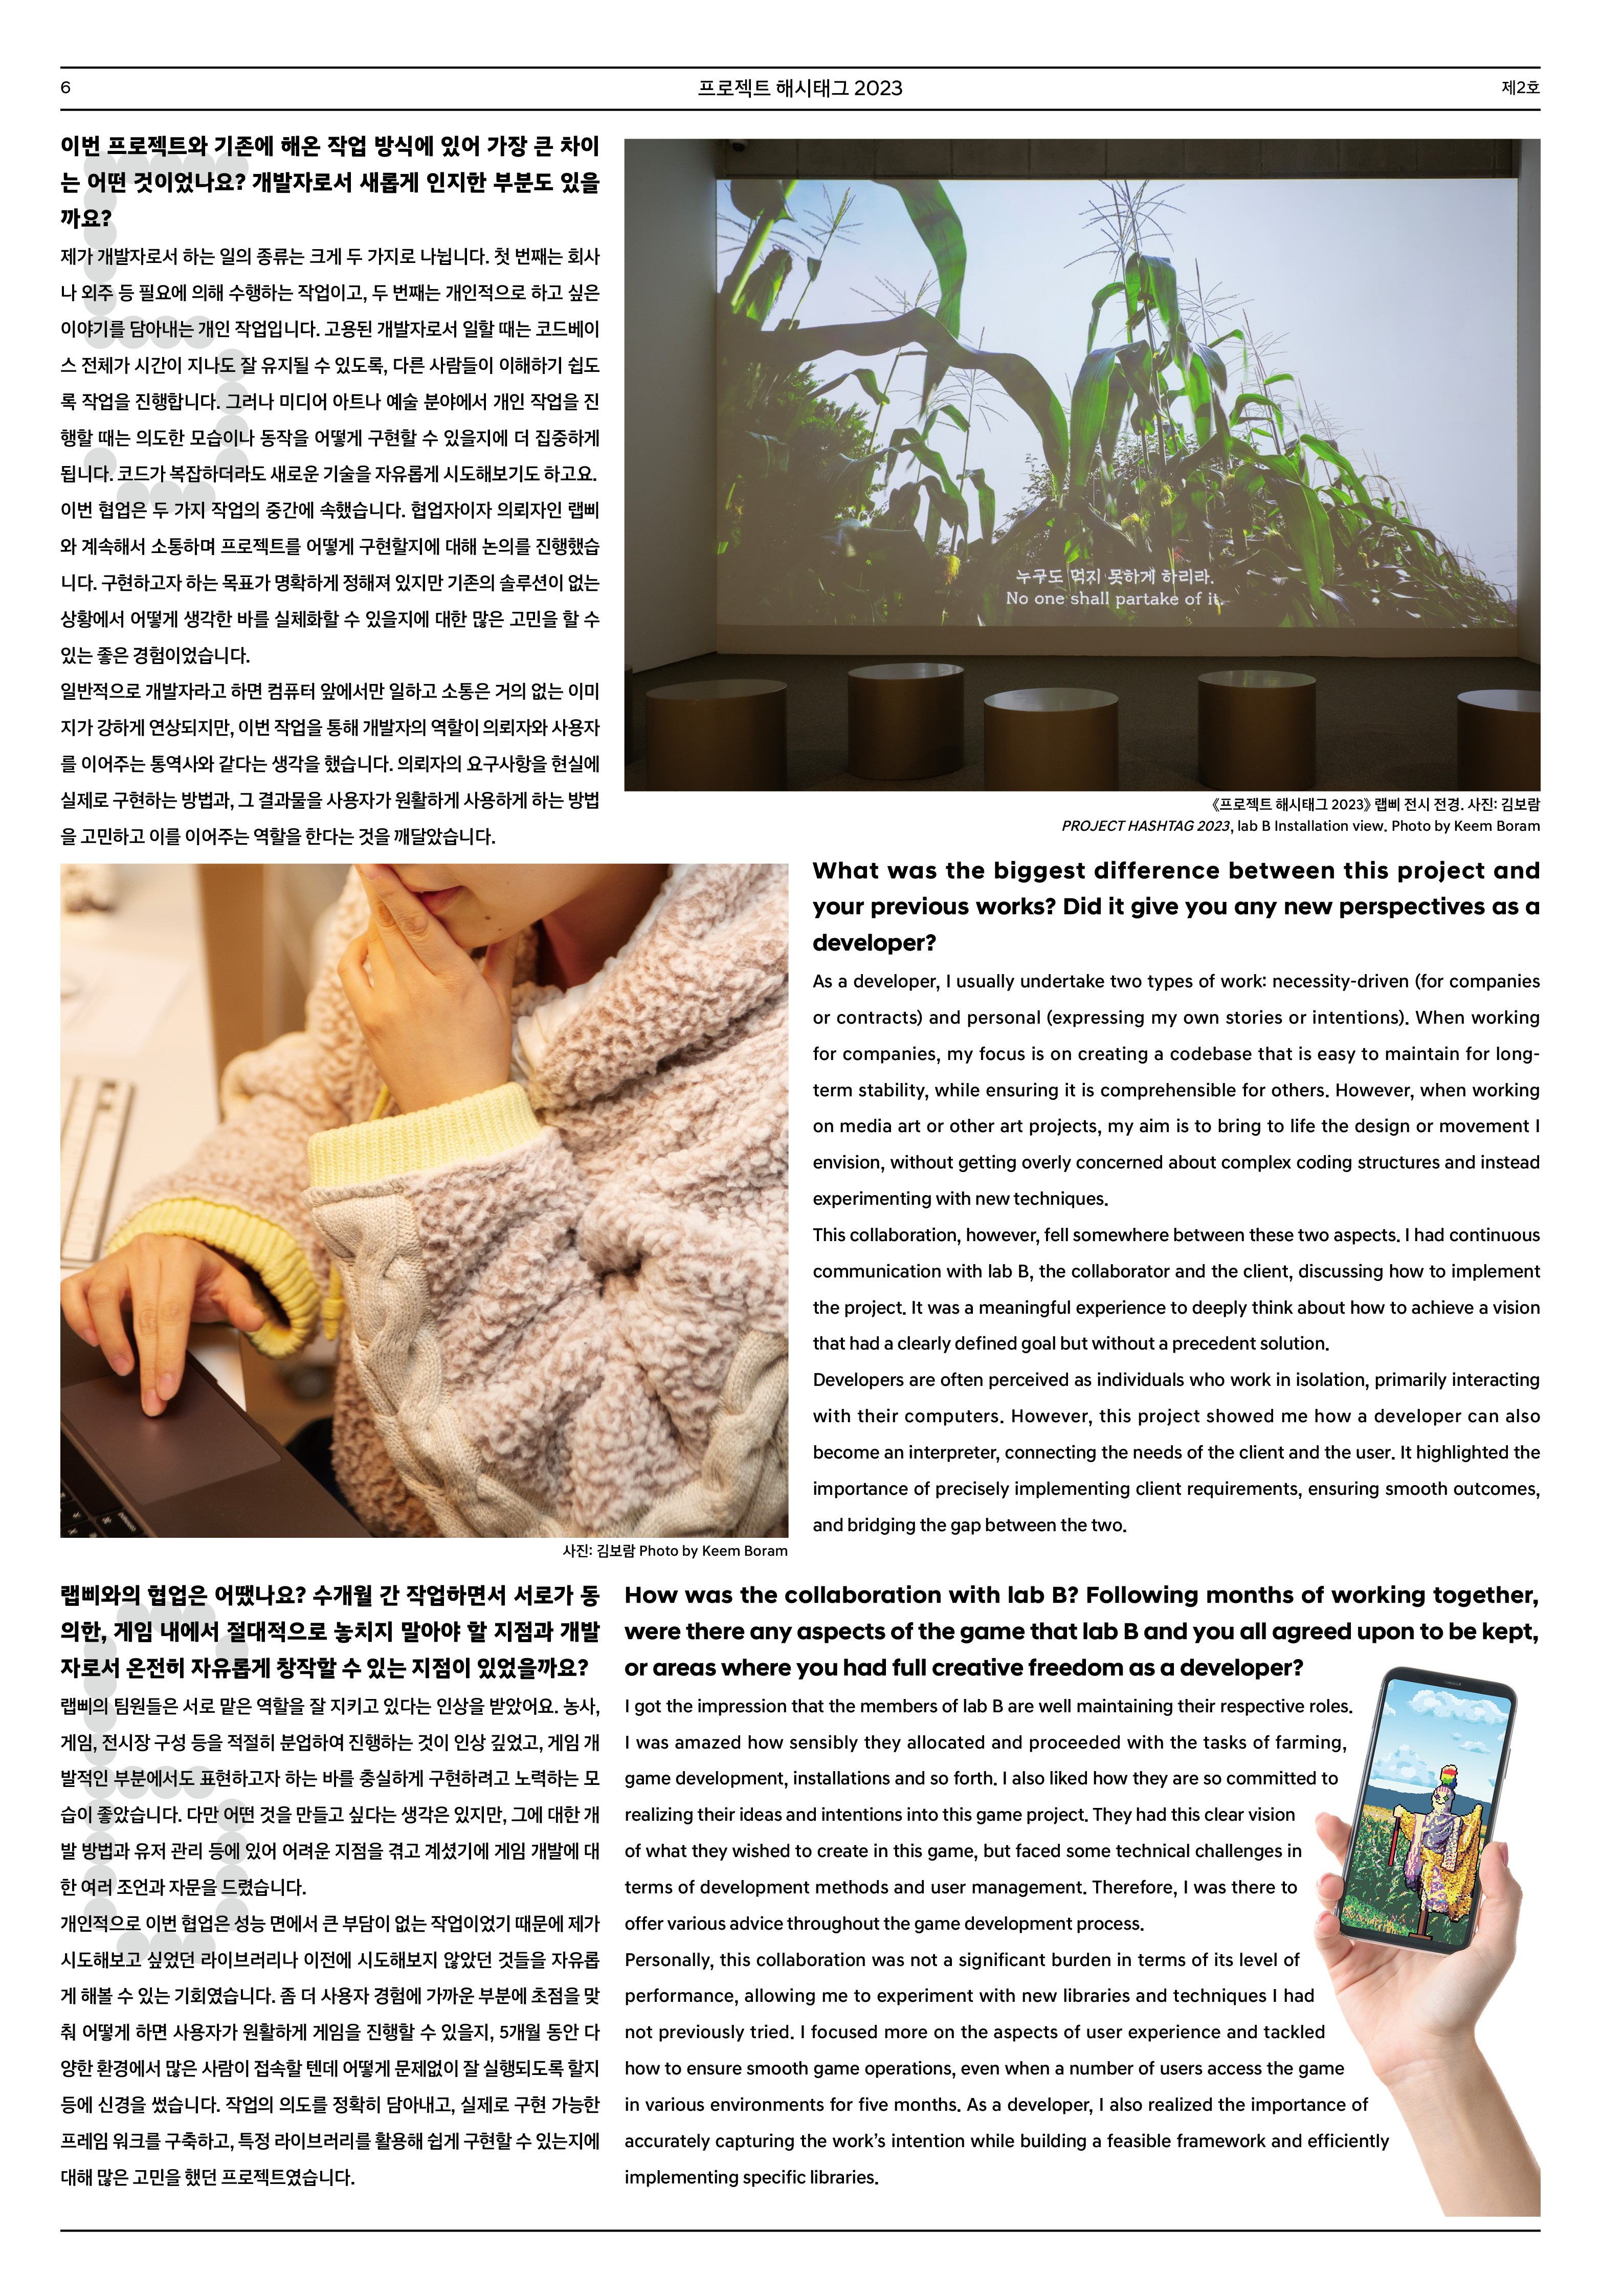 6
프로젝트 해시태그 2023
제2호
이번 프로젝트와 기존에 해온 작업 방식에 있어 가장 큰 차이
는 어떤 것이었나요? 개발자로서 새롭게 인지한 부분도 있을
까요?
제가 개발자로서 하는 일의 종류는 크게 두 가지로 나뉩니다. 첫 번째는 회사
나 외주 등 필요에 의해 수행하는 작업이고, 두 번째는 개인적으로 하고 싶은
이야기를 담아내는 개인 작업입니다. 고용된 개발자로서 일할 때는 코드베이
스 전체가 시간이 지나도 잘 유지될 수 있도록, 다른 사람들이 이해하기 쉽도
록 작업을 진행합니다. 그러나 미디어 아트나 예술 분야에서 개인 작업을 진
행할 때는 의도한 모습이나 동작을 어떻게 구현할 수 있을지에 더 집중하게
됩니다. 코드가 복잡하더라도 새로운 기술을 자유롭게 시도해보기도 하고요.
이번 협업은 두 가지 작업의 중간에 속했습니다. 협업자이자 의뢰자인 랩삐
와 계속해서 소통하며 프로젝트를 어떻게 구현할지에 대해 논의를 진행했습
니다. 구현하고자 하는 목표가 명확하게 정해져 있지만 기존의 솔루션이 없는
상황에서 어떻게 생각한 바를 실체화할 수 있을지에 대한 많은 고민을 할 수
있는 좋은 경험이었습니다.
일반적으로 개발자라고 하면 컴퓨터 앞에서만 일하고 소통은 거의 없는 이미
지가 강하게 연상되지만, 이번 작업을 통해 개발자의 역할이 의뢰자와 사용자
를 이어주는 통역사와 같다는 생각을 했습니다. 의뢰자의 요구사항을 현실에
실제로 구현하는 방법과, 그 결과물을 사용자가 원활하게 사용하게 하는 방법
을 고민하고 이를 이어주는 역할을 한다는 것을 깨달았습니다.
누구도 먹지 못하게 하리라.
No one shall partake of it.
《프로젝트 해시태그 2023》 랩삐 전시 전경. 사진: 김보람
PROJECT HASHTAG 2023, lab B Installation view. Photo by Keem Boram
What was the biggest difference between this project and
your previous works? Did it give you any new perspectives as a
developer?
As a developer, I usually undertake two types of work: necessity-driven (for companies
or contracts) and personal (expressing my own stories or intentions). When working
for companies, my focus is on creating a codebase that is easy to maintain for long-
term stability, while ensuring it is comprehensible for others. However, when working
on media art or other art projects, my aim is to bring to life the design or movement I
envision, without getting overly concerned about complex coding structures and instead
experimenting with new techniques.
This collaboration, however, fell somewhere between these two aspects. I had continuous
communication with lab B, the collaborator and the client, discussing how to implement
the project. It was a meaningful experience to deeply think about how to achieve a vision
that had a clearly defined goal but without a precedent solution.
Developers are often perceived as individuals who work in isolation, primarily interacting
with their computers. However, this project showed me how a developer can also
become an interpreter, connecting the needs of the client and the user. It highlighted the
importance of precisely implementing client requirements, ensuring smooth outcomes,
and bridging the gap between the two.
사진: 김보람 Photo by Keem Boram
랩삐와의 협업은 어땠나요? 수개월 간 작업하면서 서로가 동
의한, 게임 내에서 절대적으로 놓치지 말아야 할 지점과 개발
자로서 온전히 자유롭게 창작할 수 있는 지점이 있었을까요?
랩삐의 팀원들은 서로 맡은 역할을 잘 지키고 있다는 인상을 받았어요. 농사,
게임, 전시장 구성 등을 적절히 분업하여 진행하는 것이 인상 깊었고, 게임 개
발적인 부분에서도 표현하고자 하는 바를 충실하게 구현하려고 노력하는 모
습이 좋았습니다. 다만 어떤 것을 만들고 싶다는 생각은 있지만, 그에 대한 개
발 방법과 유저 관리 등에 있어 어려운 지점을 겪고 계셨기에 게임 개발에 대
한 여러 조언과 자문을 드렸습니다.
개인적으로 이번 협업은 성능 면에서 큰 부담이 없는 작업이었기 때문에 제가
시도해보고 싶었던 라이브러리나 이전에 시도해보지 않았던 것들을 자유롭
게 해볼 수 있는 기회였습니다. 좀 더 사용자 경험에 가까운 부분에 초점을 맞
춰 어떻게 하면 사용자가 원활하게 게임을 진행할 수 있을지, 5개월 동안 다
양한 환경에서 많은 사람이 접속할 텐데 어떻게 문제없이 잘 실행되도록 할지
등에 신경을 썼습니다. 작업의 의도를 정확히 담아내고, 실제로 구현 가능한
프레임 워크를 구축하고, 특정 라이브러리를 활용해 쉽게 구현할 수 있는지에
대해 많은 고민을 했던 프로젝트였습니다.
How was the collaboration with lab B? Following months of working together,
were there any aspects of the game that lab B and you all agreed upon to be kept,
or areas where you had full creative freedom as a developer?
I got the impression that the members of lab B are well maintaining their respective roles.
I was amazed how sensibly they allocated and proceeded with the tasks of farming,
game development, installations and so forth. I also liked how they are so committed to
realizing their ideas and intentions into this game project. They had this clear vision
of what they wished to create in this game, but faced some technical challenges in
terms of development methods and user management. Therefore, I was there to
offer various advice throughout the game development process.
Personally, this collaboration was not a significant burden in terms of its level of
performance, allowing me to experiment with new libraries and techniques I had
not previously tried. I focused more on the aspects of user experience and tackled
how to ensure smooth game operations, even when a number of users access the game
in various environments for five months. As a developer, I also realized the importance of
accurately capturing the work’s intention while building a feasible framework and efficiently
implementing specific libraries.